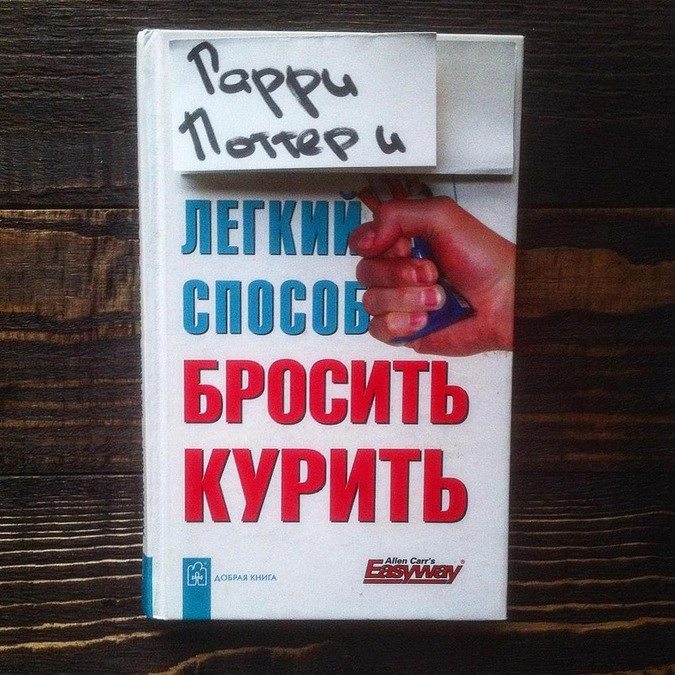 Гарри
Поттер и
ЛЕГКИЙ
СПОСОБ
БРОСИТЬ
КУРИТЬ
ДОБРАЯ КНИГА
Allen Carr's
Easyway®